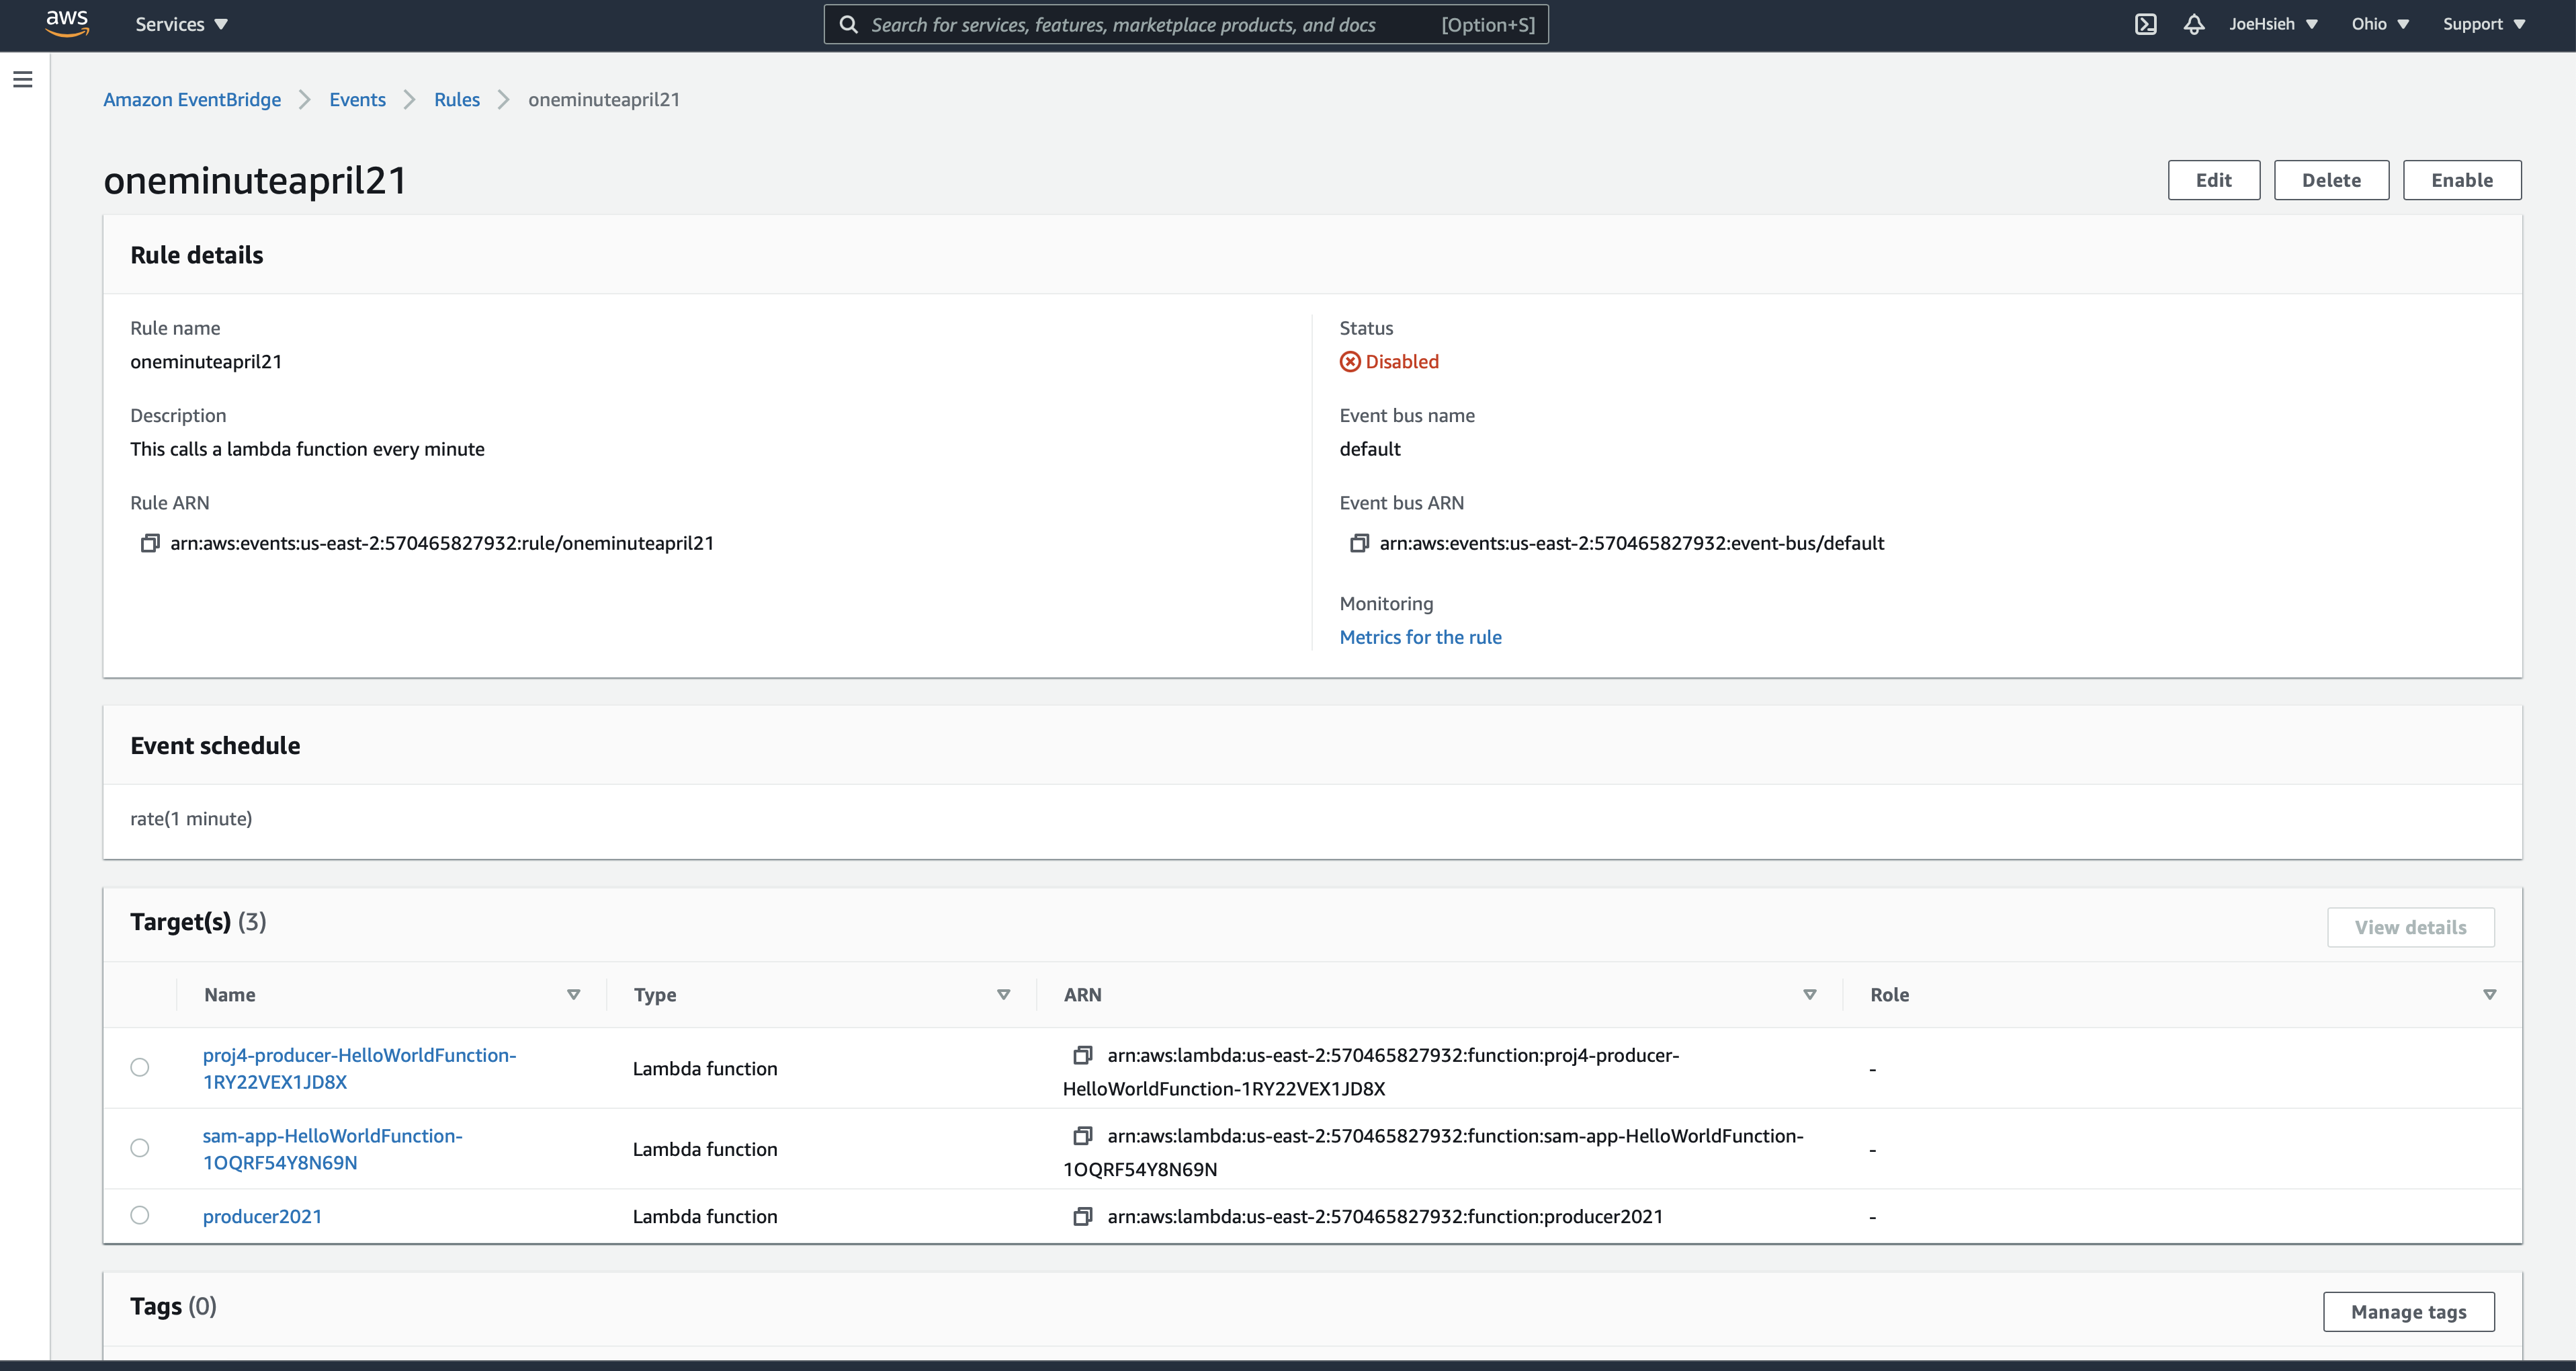 aws
Services
Search for services, features, marketplace products, and docs [Option+S]
JoeHsieh
Ohio
Support
Amazon EventBridge > Events > Rules > oneminuteapril21
oneminuteapril21
Edit
Delete
Enable
Rule details
Rule name
oneminuteapril21
Description
This calls a lambda function every minute
Rule ARN
arn:aws:events:us-east-2:570465827932:rule/oneminuteapril21
Status
Disabled
Event bus name
default
Event bus ARN
arn:aws:events:us-east-2:570465827932:event-bus/default
Monitoring
Metrics for the rule
Event schedule
rate(1 minute)
Target(s) (3)
View details
Name Type ARN Role
proj4-producer-HelloWorldFunction-
1RY22VEX1JD8X
Lambda function
arn:aws:lambda:us-east-2:570465827932:function:proj4-producer-
HelloWorldFunction-1RY22VEX1JD8X
-
sam-app-HelloWorldFunction-
1OQRF54Y8N69N
Lambda function
arn:aws:lambda:us-east-2:570465827932:function:sam-app-HelloWorldFunction-
1OQRF54Y8N69N
-
producer2021
Lambda function
arn:aws:lambda:us-east-2:570465827932:function:producer2021
-
Tags (0)
Manage tags